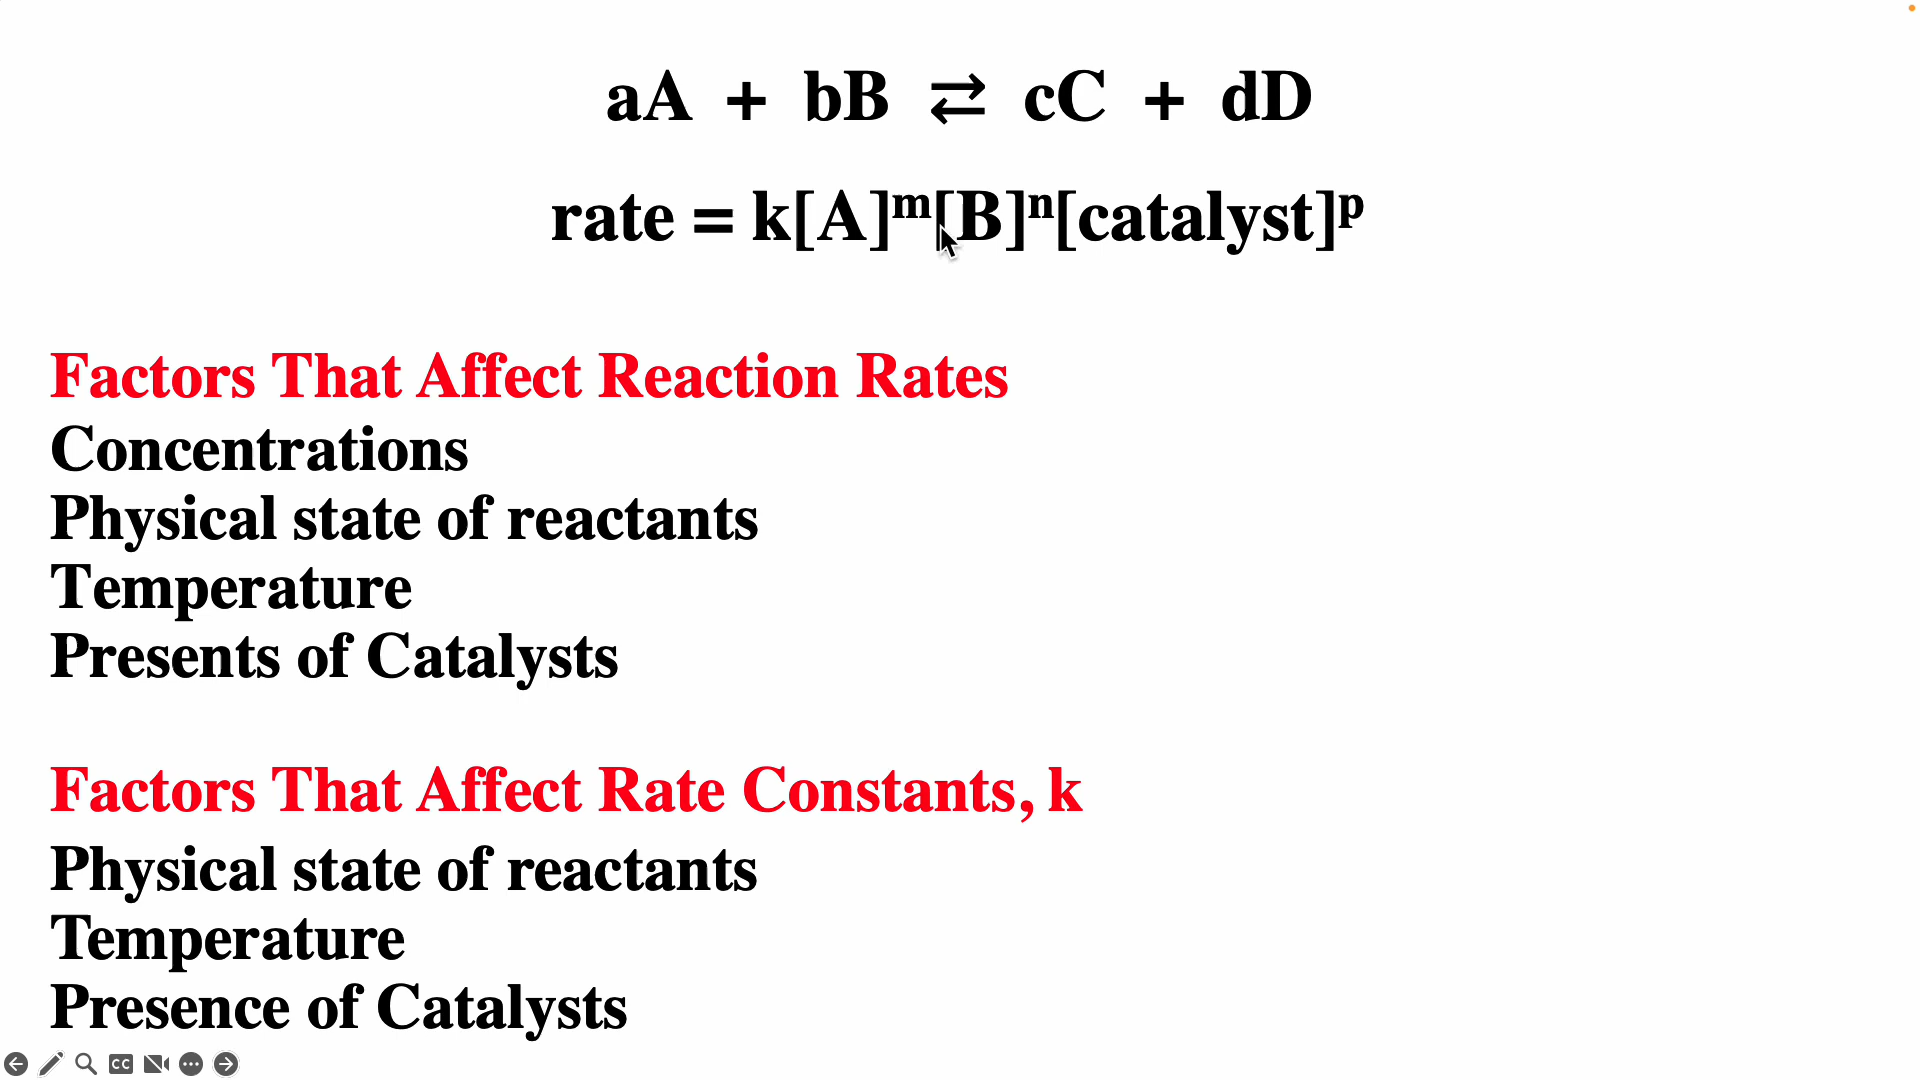 aA + bB ⇄ cC + dD
rate = k[A]ᵐ[B]ⁿ[catalyst]ᵖ
Factors That Affect Reaction Rates
Concentrations
Physical state of reactants
Temperature
Presents of Catalysts
Factors That Affect Rate Constants, k
Physical state of reactants
Temperature
Presence of Catalysts
CC